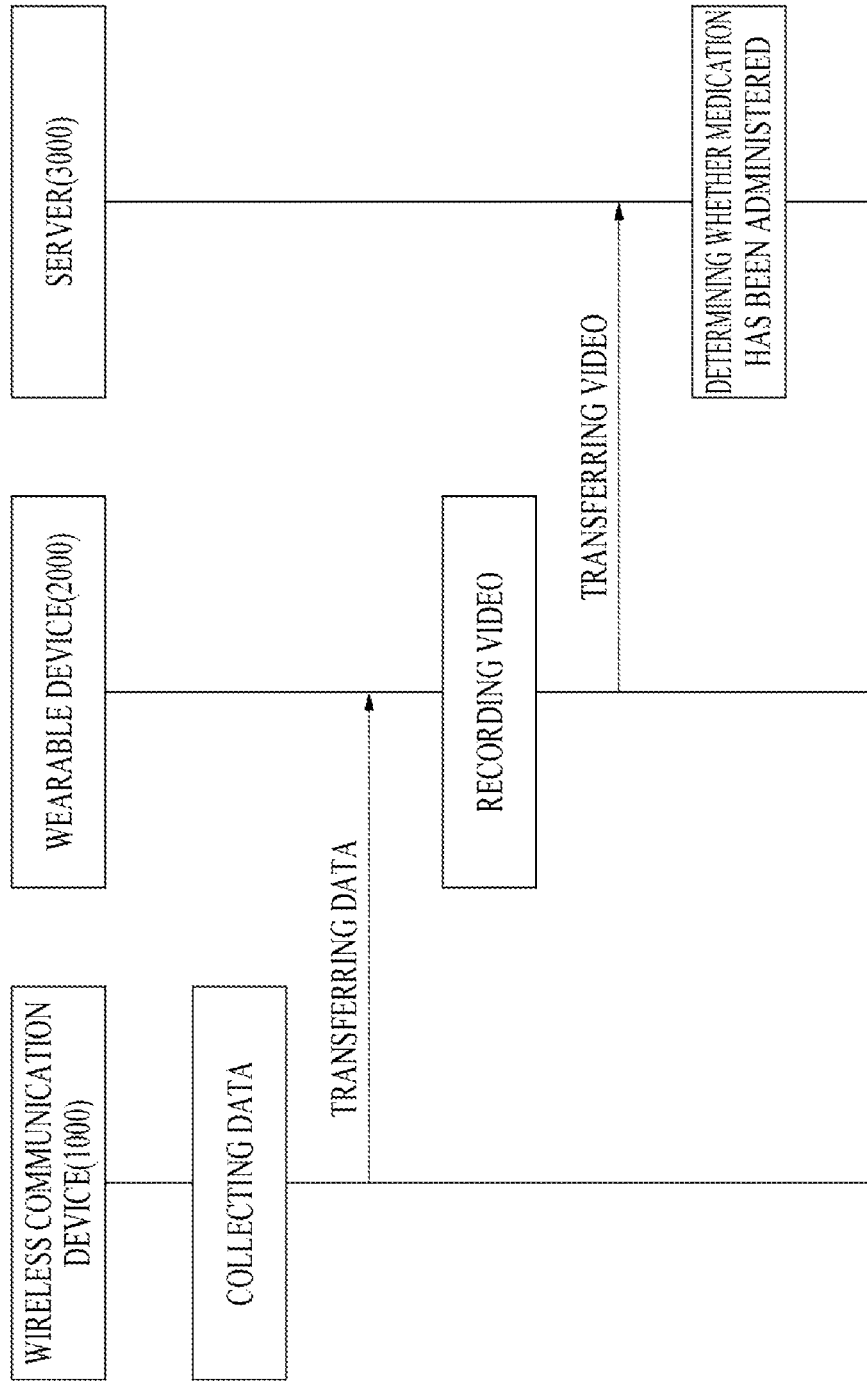 WIRELESS COMMUNICATION
DEVICE(1000)
WEARABLE DEVICE(2000)
SERVER(3000)
COLLECTING DATA
TRANSFERRING DATA
RECORDING VIDEO
TRANSFERRING VIDEO
DETERMINING WHETHER MEDICATION
HAS BEEN ADMINISTERED